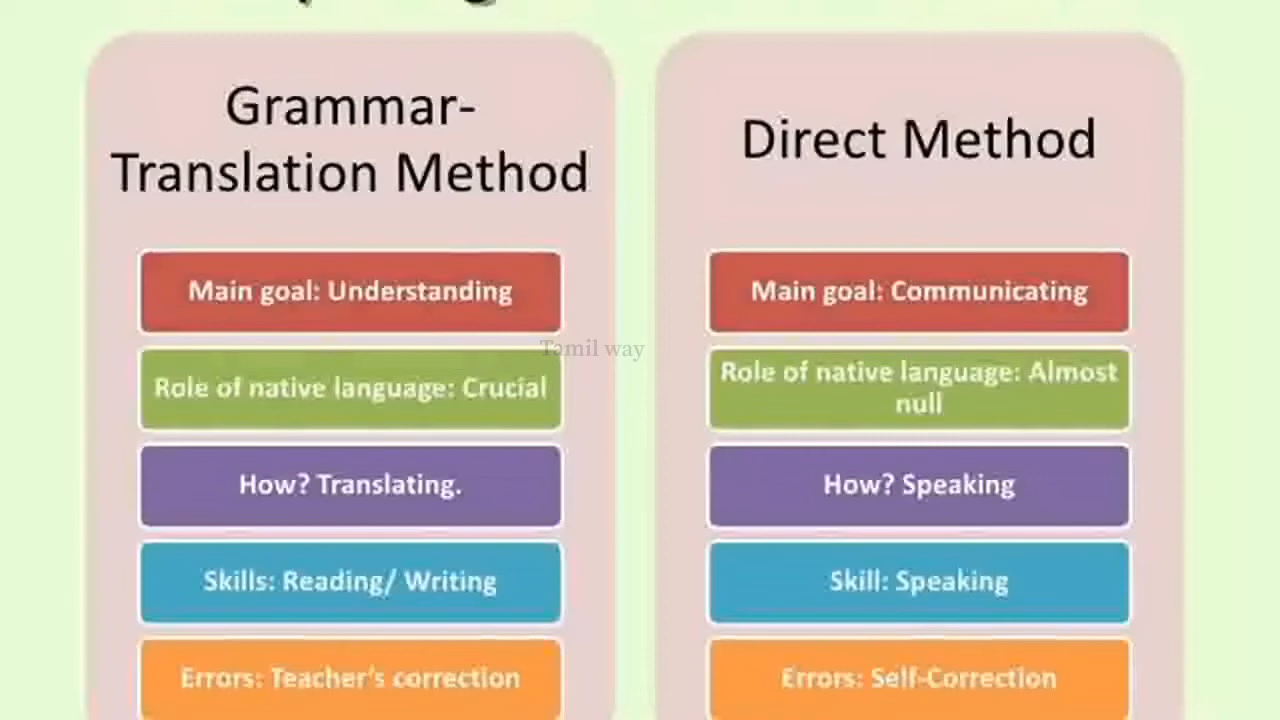 Grammar-
Translation Method
Main goal: Understanding
Role of native language: Crucial
How? Translating.
Skills: Reading/ Writing
Errors: Teacher's correction
Direct Method
Main goal: Communicating
Role of native language: Almost
null
How? Speaking
Skill: Speaking
Errors: Self-Correction
Tamil way